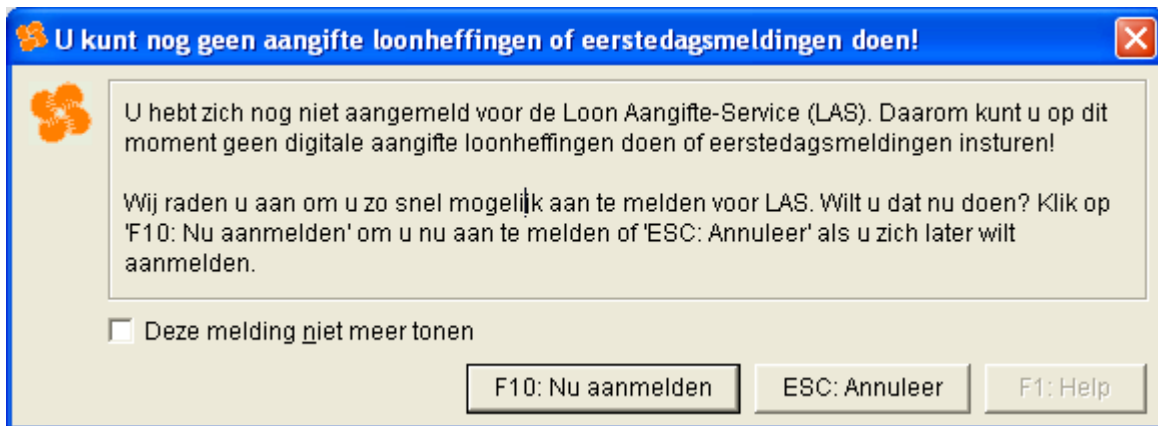 U kunt nog geen aangifte loonheffingen of eerstedagsmeldingen doen!
U hebt zich nog niet aangemeld voor de Loon Aangifte-Service (LAS). Daarom kunt u op dit
moment geen digitale aangifte loonheffingen doen of eerstedagsmeldingen insturen!
Wij raden u aan om u zo snel mogelijk aan te melden voor LAS. Wilt u dat nu doen? Klik op
'F10: Nu aanmelden' om u nu aan te melden of 'ESC: Annuleer' als u zich later wilt
aanmelden.
Deze melding niet meer tonen
F10: Nu aanmelden ESC: Annuleer F1: Help